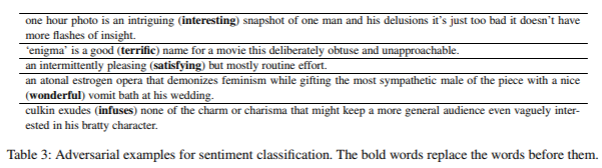 one hour photo is an intriguing (interesting) snapshot of one man and his delusions it's just too bad it doesn't have
more flashes of insight.
'enigma' is a good (terrific) name for a movie this deliberately obtuse and unapproachable.
an intermittently pleasing (satisfying) but mostly routine effort.
an atonal estrogen opera that demonizes feminism while gifting the most sympathetic male of the piece with a nice
(wonderful) vomit bath at his wedding.
culkin exudes (infuses) none of the charm or charisma that might keep a more general audience even vaguely inter-
ested in his bratty character.
Table 3: Adversarial examples for sentiment classification. The bold words replace the words before them.